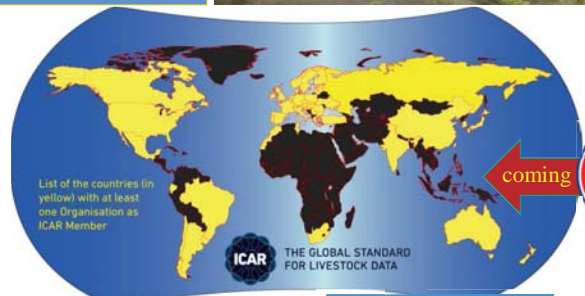 List of the countries (in
yellow) with at least
one Organisation as
ICAR Member
coming
ICAR
THE GLOBAL STANDARD
FOR LIVESTOCK DATA